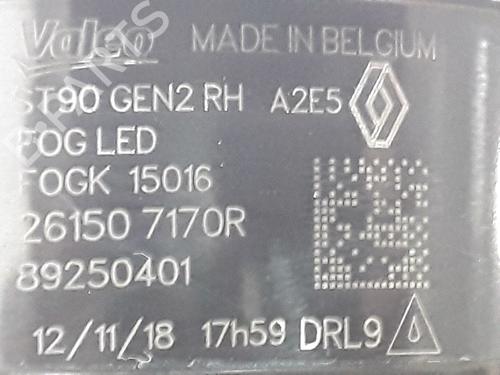 Valeo MADE IN BELGIUM
ST90 GEN2 RH A2E5
FOG LED
FOGK 15016
26150 7170R
89250401
12/11/18 17h59 DRL9